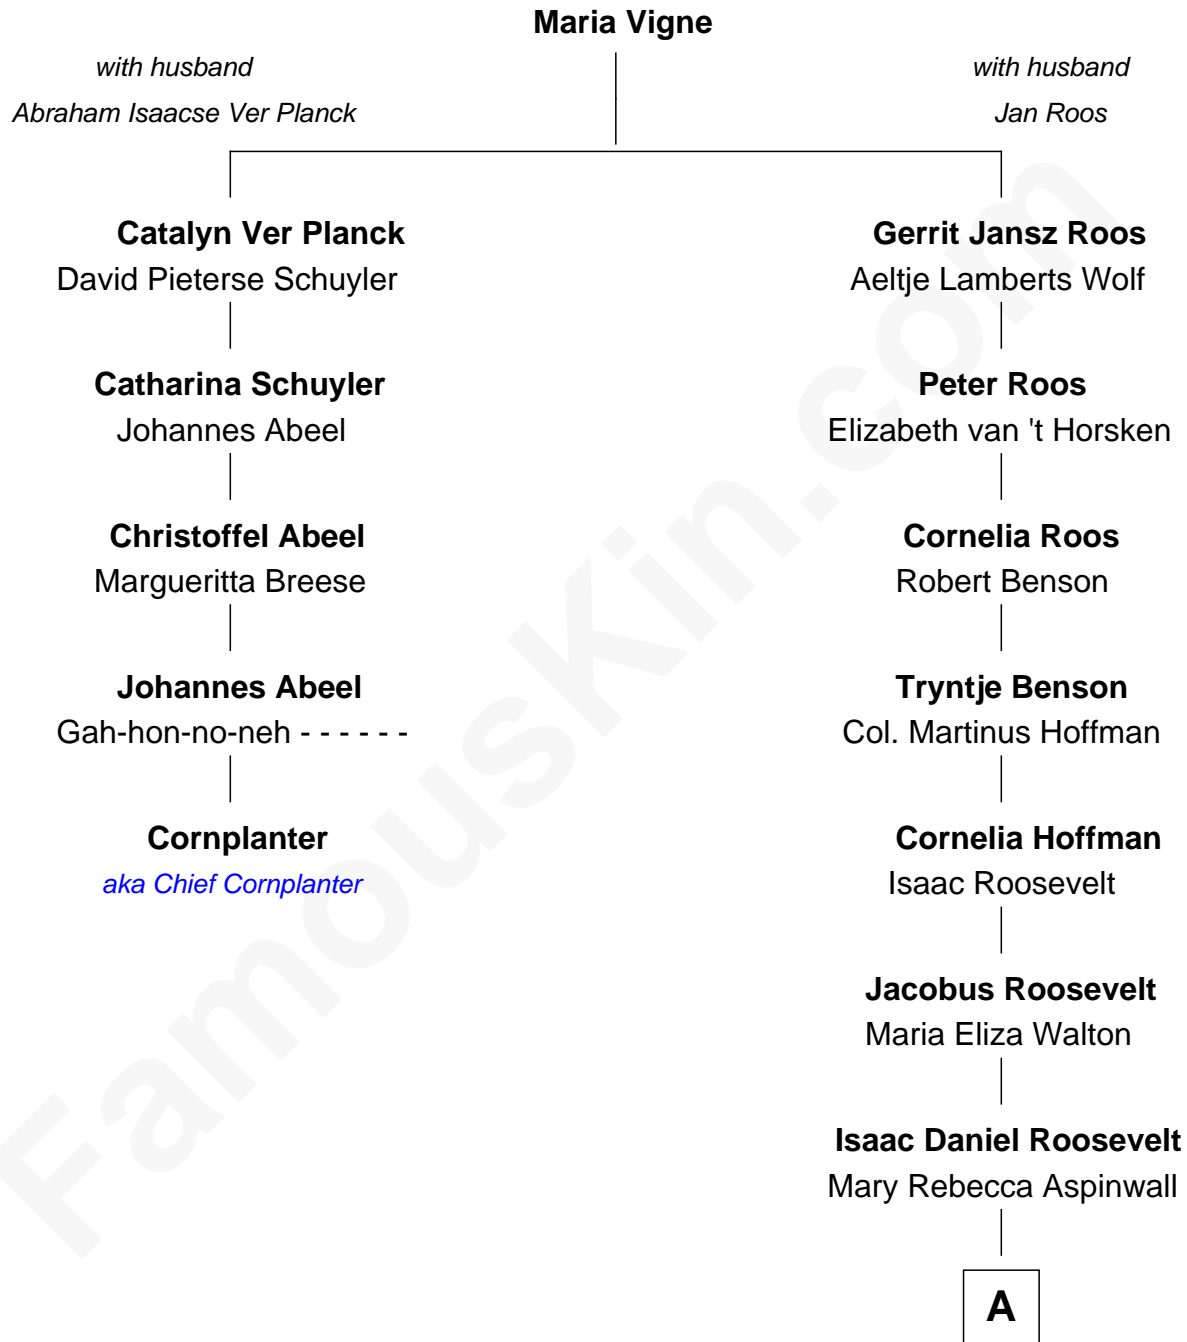 Maria Vigne
with husband
Abraham Isaacse Ver Planck
with husband
Jan Roos
Catalyn Ver Planck
David Pieterse Schuyler
Catharina Schuyler
Johannes Abeel
Christoffel Abeel
Margueritta Breese
Johannes Abeel
Gah-hon-no-neh - - - - - -
Cornplanter
aka Chief Cornplanter
Gerrit Jansz Roos
Aeltje Lamberts Wolf
Peter Roos
Elizabeth van 't Horsken
Cornelia Roos
Robert Benson
Tryntje Benson
Col. Martinus Hoffman
Cornelia Hoffman
Isaac Roosevelt
Jacobus Roosevelt
Maria Eliza Walton
Isaac Daniel Roosevelt
Mary Rebecca Aspinwall
A
FamousKin.com